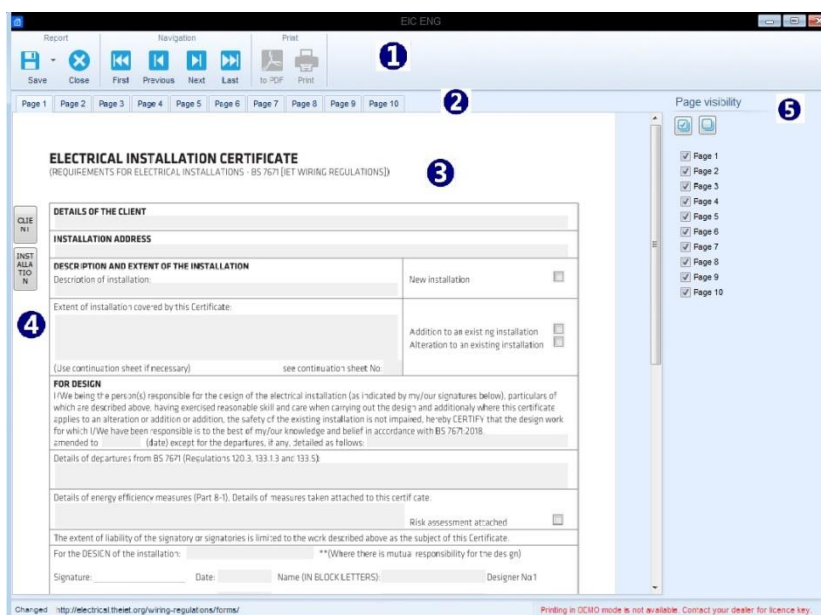 EIC ENG
Report Navigation Print
Save Close First Previous Next Last to PDF Print
1
Page 1 Page 2 Page 3 Page 4 Page 5 Page 6 Page 7 Page 8 Page 9 Page 10
2
Page visibility
5
Page 1
Page 2
Page 3
Page 4
Page 5
Page 6
Page 7
Page 8
Page 9
Page 10
ELECTRICAL INSTALLATION CERTIFICATE
(REQUIREMENTS FOR ELECTRICAL INSTALLATIONS - BS 7671 [IET WIRING REGULATIONS])
3
CLIE
NT
INST
ALLA
TIO
N
4
DETAILS OF THE CLIENT
INSTALLATION ADDRESS
DESCRIPTION AND EXTENT OF THE INSTALLATION
Description of installation:
New installation
Extent of installation covered by this Certificate:
Addition to an existing installation
Alteration to an existing installation
(Use continuation sheet if necessary) see continuation sheet No:
FOR DESIGN
I/We being the person(s) responsible for the design of the electrical installation (as indicated by my/our signatures below), particulars of
which are described above, having exercised reasonable skill and care when carrying out the design and additionaly where this certificate
applies to an alteration or addition or addition, the safety of the existing installation is not impaired, hereby CERTIFY that the design work
for which I/We have been responsible is to the best of my/our knowledge and belief in accordance with BS 7671:2018,
amended to (date) except for the departures, if any, detailed as follows:
Details of departures from BS 7671 (Regulations 120.3, 133.1.3 and 133.5):
Details of energy efficiency measures (Part 8-1). Details of measures taken attached to this certificate.
Risk assessment attached
The extent of liability of the signatory or signatories is limited to the work described above as the subject of this Certificate.
For the DESIGN of the installation: **(Where there is mutual responsibility for the design)
Signature: Date: Name (IN BLOCK LETTERS): Designer No1
Changed http://electrical.theiet.org/wiring-regulations/forms/
Printing in DEMO mode is not available. Contact your dealer for licence key.